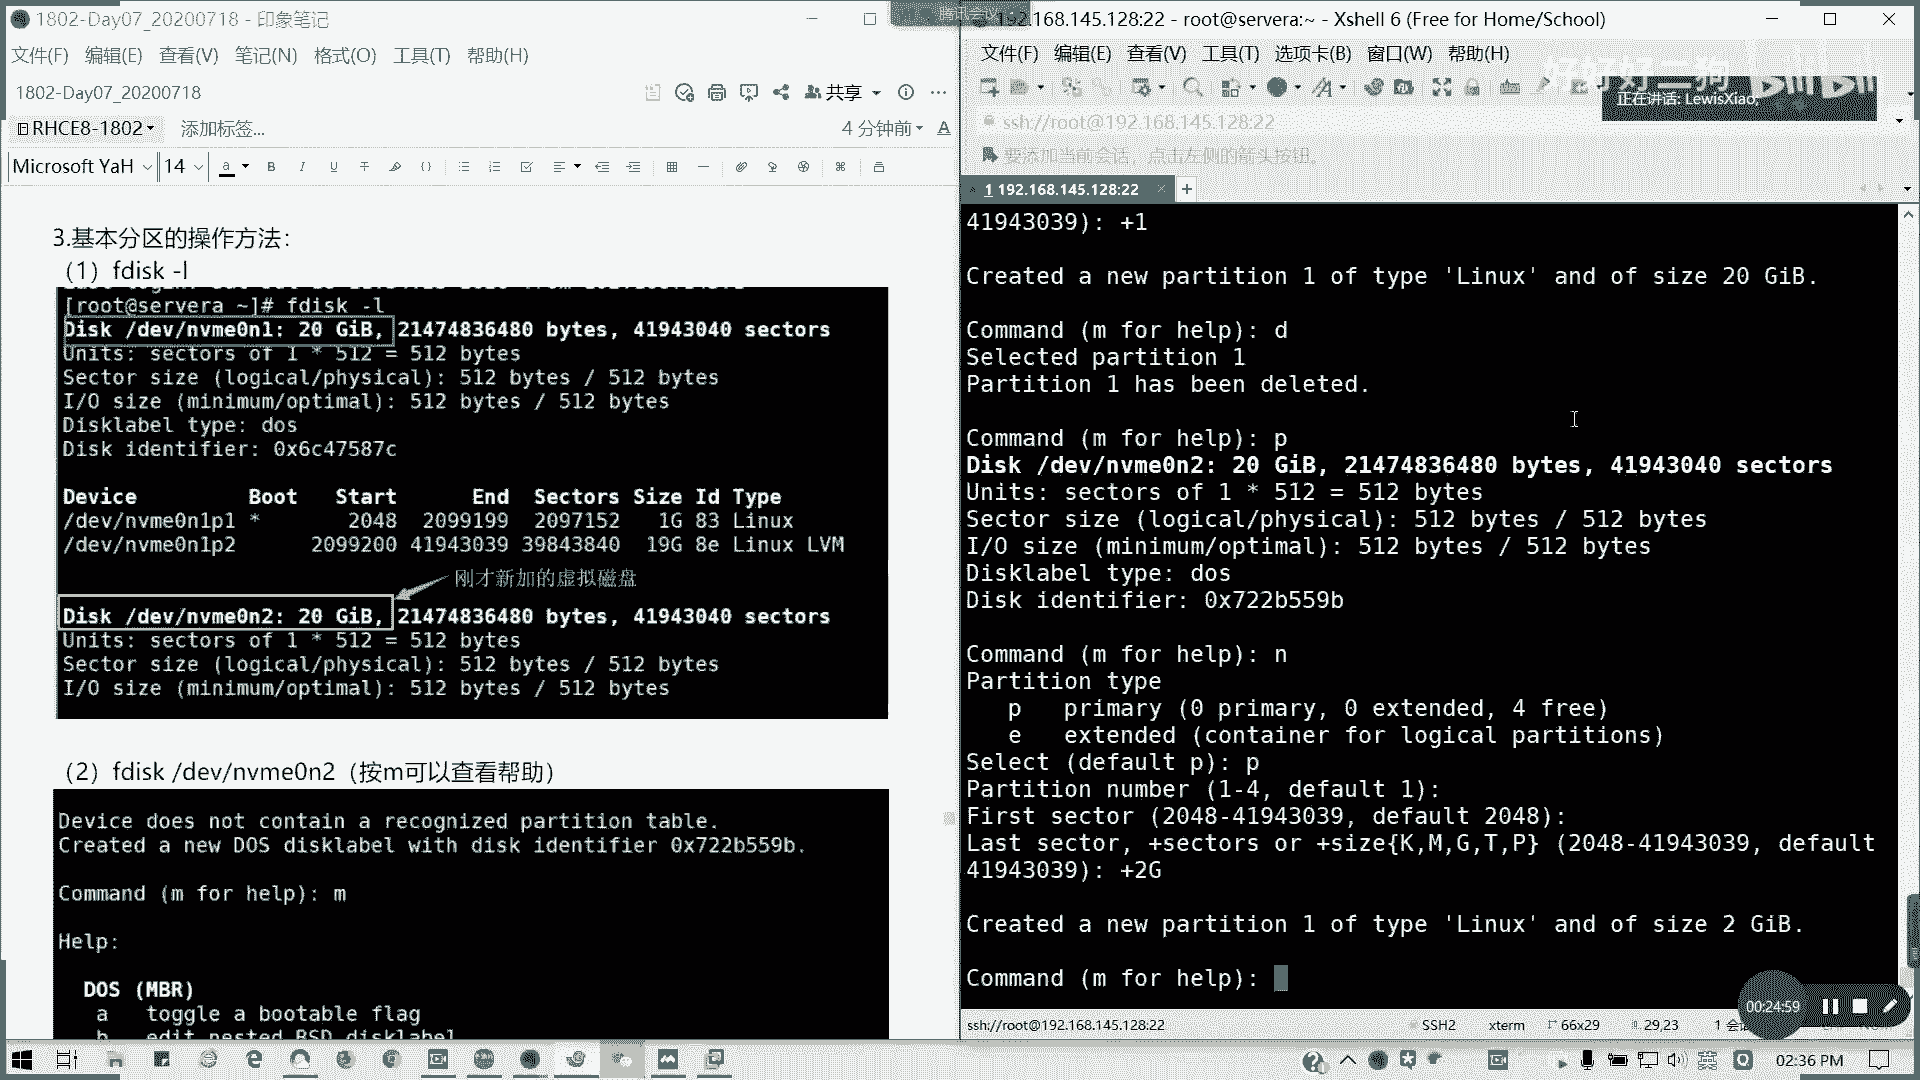 1802-Day07_20200718 - 印象笔记
文件(F) 编辑(E) 查看(V) 笔记(N) 格式(O) 工具(T) 帮助(H)
1802-Day07_20200718
共享
RHCE8-1802
添加标签...
4 分钟前
Microsoft YaH 14
3.基本分区的操作方法：
（1）fdisk -l
[root@servera ~]# fdisk -l
Disk /dev/nvme0n1: 20 GiB, 21474836480 bytes, 41943040 sectors
Units: sectors of 1 * 512 = 512 bytes
Sector size (logical/physical): 512 bytes / 512 bytes
I/O size (minimum/optimal): 512 bytes / 512 bytes
Disklabel type: dos
Disk identifier: 0x6c47587c
Device Boot Start End Sectors Size Id Type
/dev/nvme0n1p1 * 2048 2099199 2097152 1G 83 Linux
/dev/nvme0n1p2 2099200 41943039 39843840 19G 8e Linux LVM
刚才新加的虚拟磁盘
Disk /dev/nvme0n2: 20 GiB, 21474836480 bytes, 41943040 sectors
Units: sectors of 1 * 512 = 512 bytes
Sector size (logical/physical): 512 bytes / 512 bytes
I/O size (minimum/optimal): 512 bytes / 512 bytes
（2）fdisk /dev/nvme0n2（按m可以查看帮助）
Device does not contain a recognized partition table.
Created a new DOS disklabel with disk identifier 0x722b559b.
Command (m for help): m
Help:
DOS (MBR)
a toggle a bootable flag
b edit nested BSD disklabel
腾讯会议
192.168.145.128:22 - root@servera:~ - Xshell 6 (Free for Home/School)
文件(F) 编辑(E) 查看(V) 工具(T) 选项卡(B) 窗口(W) 帮助(H)
好好好二狗 bilibili
正在讲话: LewisXiao;
ssh://root@192.168.145.128:22
要添加当前会话，点击左侧的箭头按钮。
1 192.168.145.128:22
41943039): +1
Created a new partition 1 of type 'Linux' and of size 20 GiB.
Command (m for help): d
Selected partition 1
Partition 1 has been deleted.
Command (m for help): p
Disk /dev/nvme0n2: 20 GiB, 21474836480 bytes, 41943040 sectors
Units: sectors of 1 * 512 = 512 bytes
Sector size (logical/physical): 512 bytes / 512 bytes
I/O size (minimum/optimal): 512 bytes / 512 bytes
Disklabel type: dos
Disk identifier: 0x722b559b
Command (m for help): n
Partition type
p primary (0 primary, 0 extended, 4 free)
e extended (container for logical partitions)
Select (default p): p
Partition number (1-4, default 1):
First sector (2048-41943039, default 2048):
Last sector, +sectors or +size{K,M,G,T,P} (2048-41943039, default
41943039): +2G
Created a new partition 1 of type 'Linux' and of size 2 GiB.
Command (m for help):
00:24:59
ssh://root@192.168.145.128:22 SSH2 xterm 66x29 29,23 1 会
英
02:36 PM